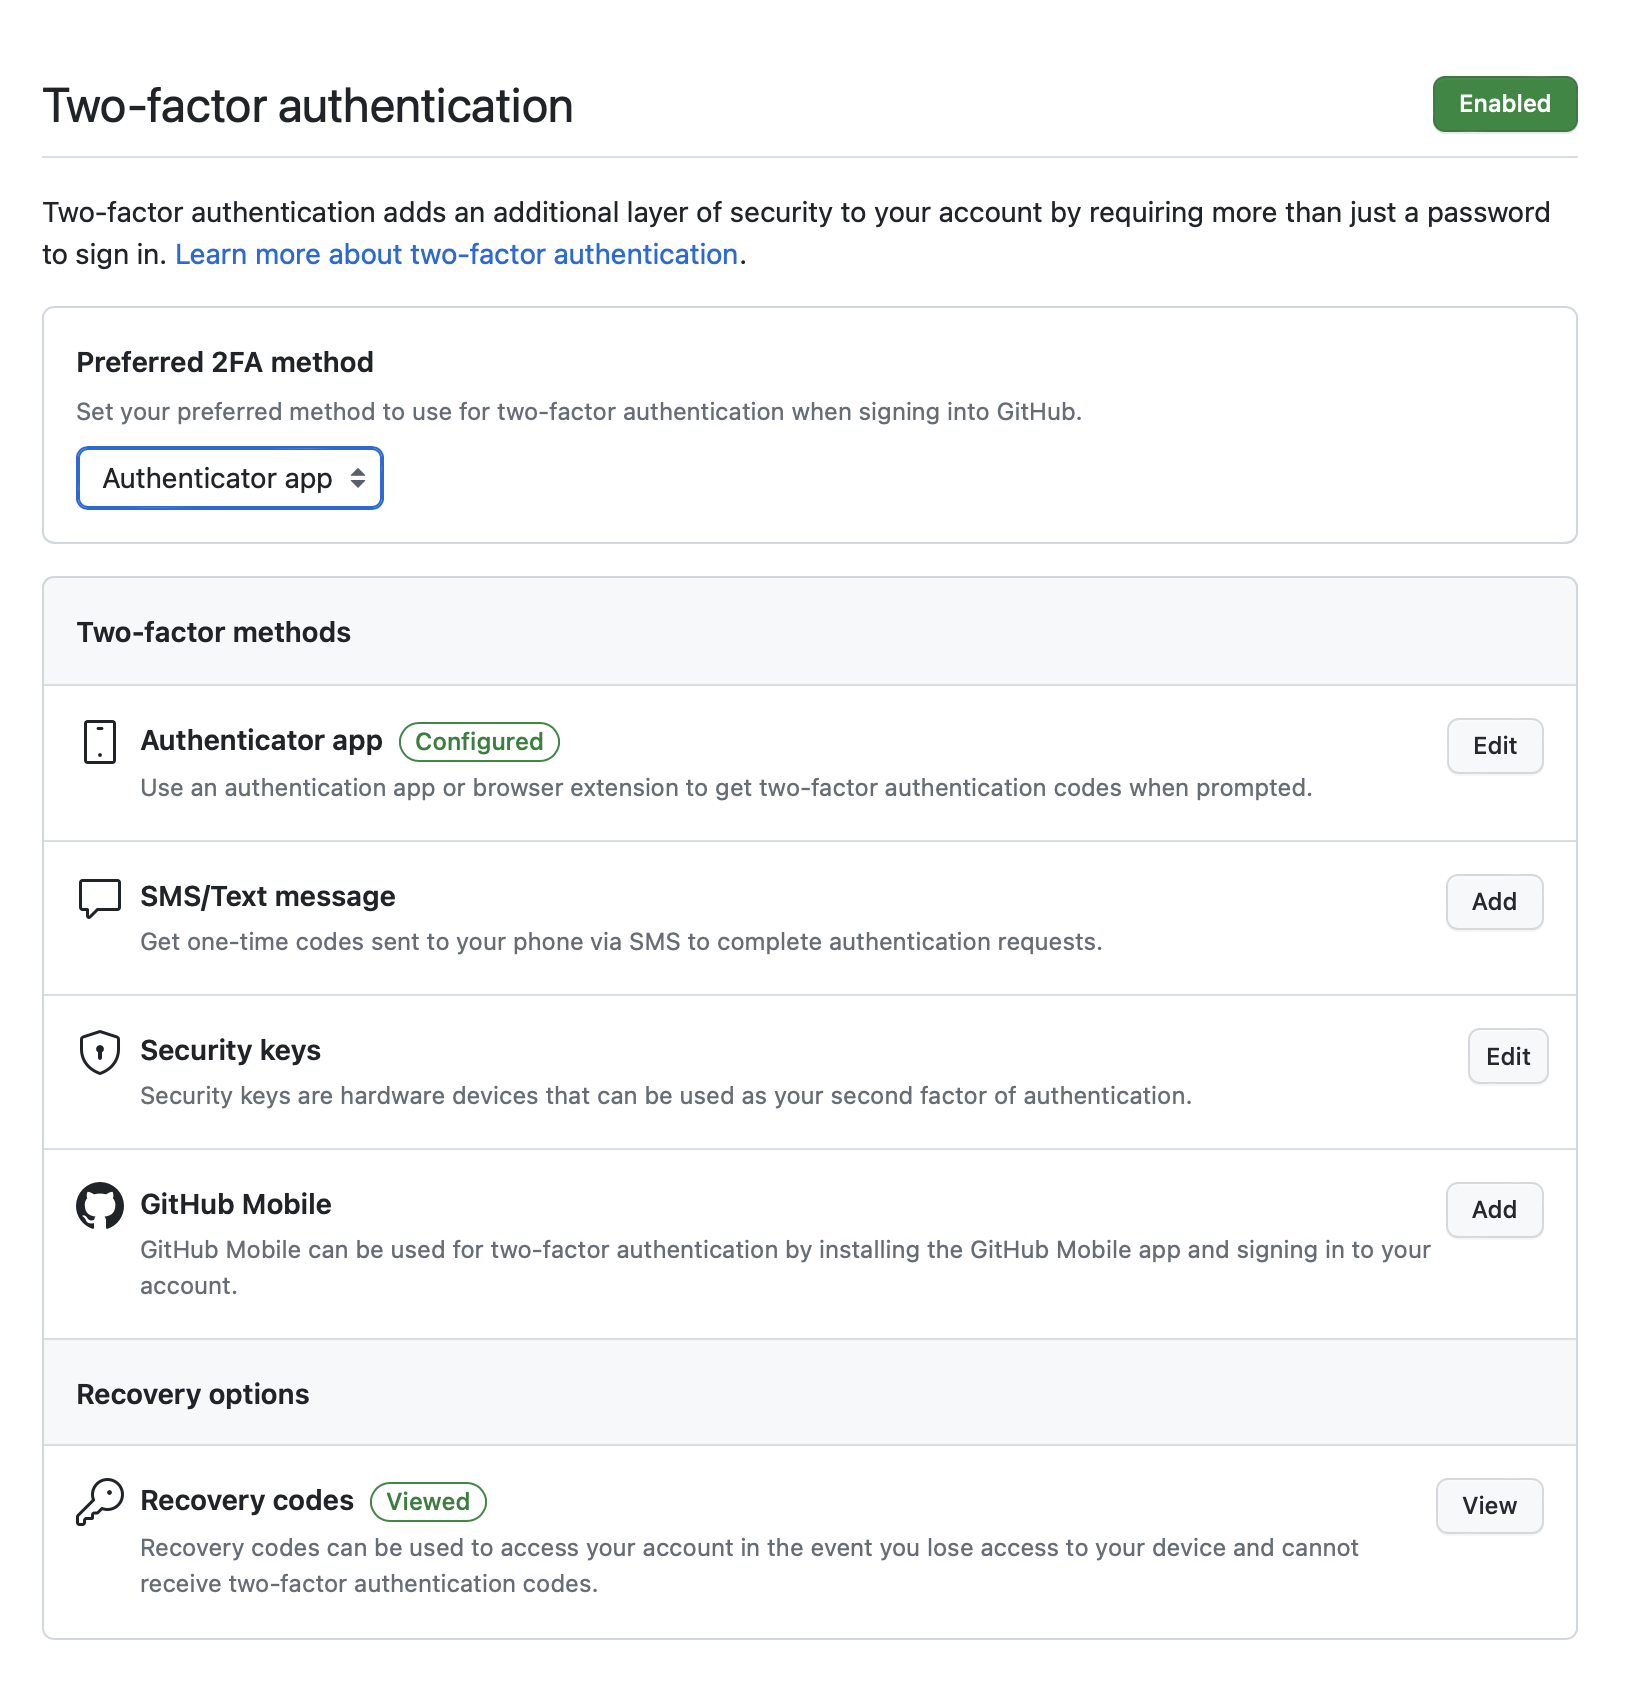 Two-factor authentication
Enabled
Two-factor authentication adds an additional layer of security to your account by requiring more than just a password
to sign in. Learn more about two-factor authentication.
Preferred 2FA method
Set your preferred method to use for two-factor authentication when signing into GitHub.
Authenticator app
Two-factor methods
Authenticator app Configured
Edit
Use an authentication app or browser extension to get two-factor authentication codes when prompted.
SMS/Text message
Add
Get one-time codes sent to your phone via SMS to complete authentication requests.
Security keys
Edit
Security keys are hardware devices that can be used as your second factor of authentication.
GitHub Mobile
Add
GitHub Mobile can be used for two-factor authentication by installing the GitHub Mobile app and signing in to your
account.
Recovery options
Recovery codes Viewed
View
Recovery codes can be used to access your account in the event you lose access to your device and cannot
receive two-factor authentication codes.